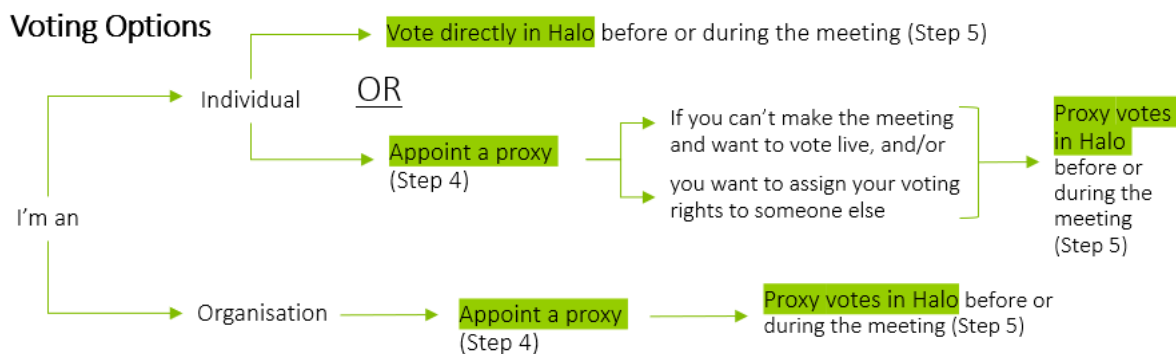 Voting Options
Vote directly in Halo before or during the meeting (Step 5)
I’m an
Individual
OR
Appoint a proxy
(Step 4)
If you can’t make the meeting
and want to vote live, and/or
you want to assign your voting
rights to someone else
Proxy votes
in Halo
before or
during the
meeting
(Step 5)
Organisation
Appoint a proxy
(Step 4)
Proxy votes in Halo before or
during the meeting (Step 5)